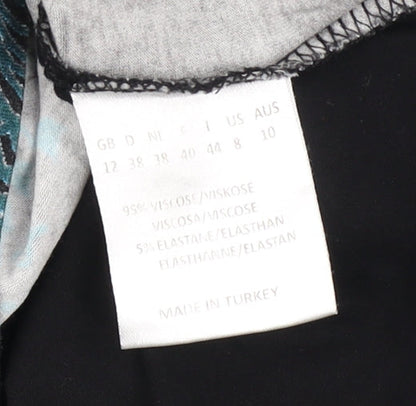 GB D NL F I US AUS
12 38 38 40 44 8 10
95% VISCOSE/VISKOSE
VISCOSA/VISCOSE
5% ELASTANE/ELASTHAN
ELASTHANNE/ELASTAN
MADE IN TURKEY